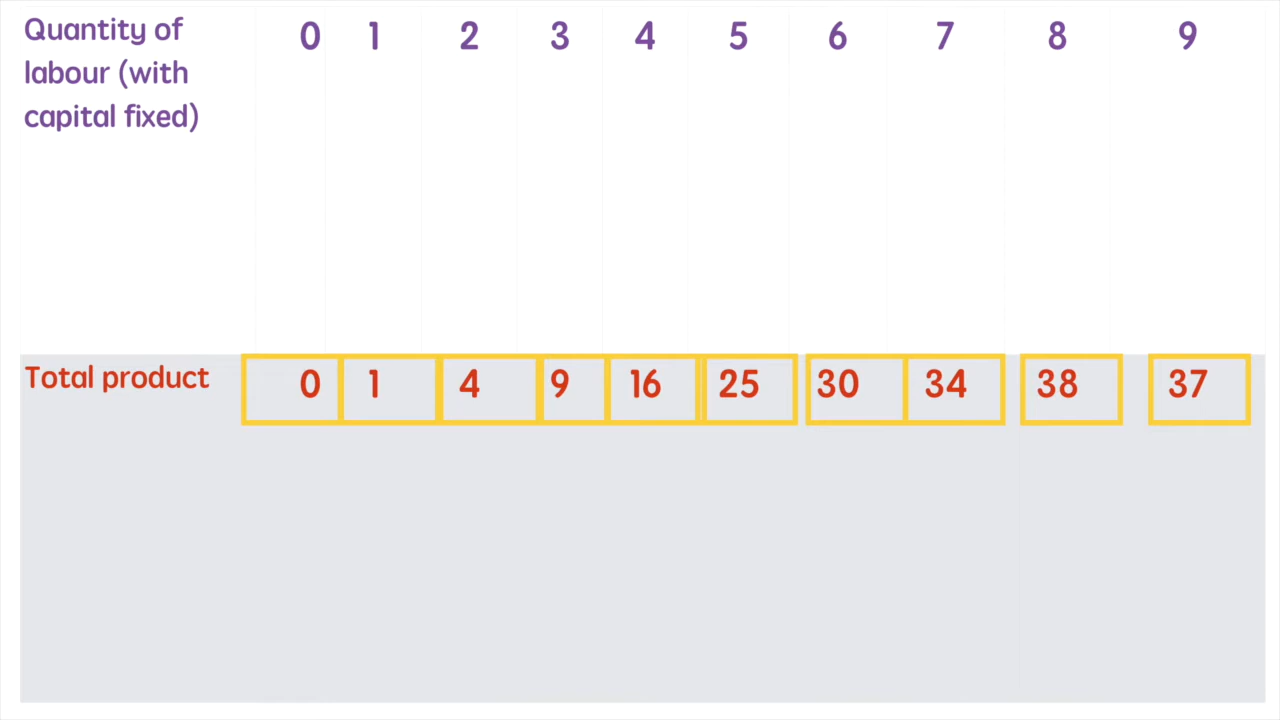 Quantity of 0 1 2 3 4 5 6 7 8 9
labour (with
capital fixed)
Total product 0 1 4 9 16 25 30 34 38 37